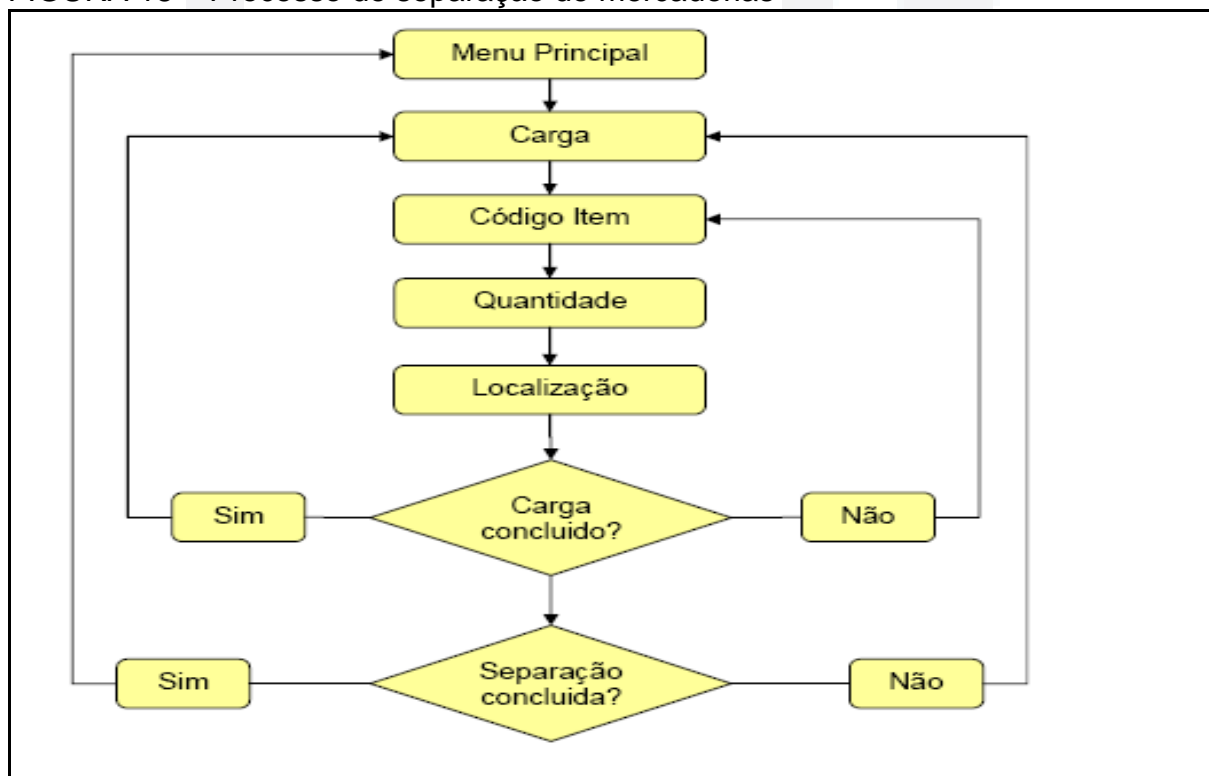 Menu Principal
Carga
Código Item
Quantidade
Localização
Carga
concluido?
Sim
Não
Separação
concluida?
Sim
Não